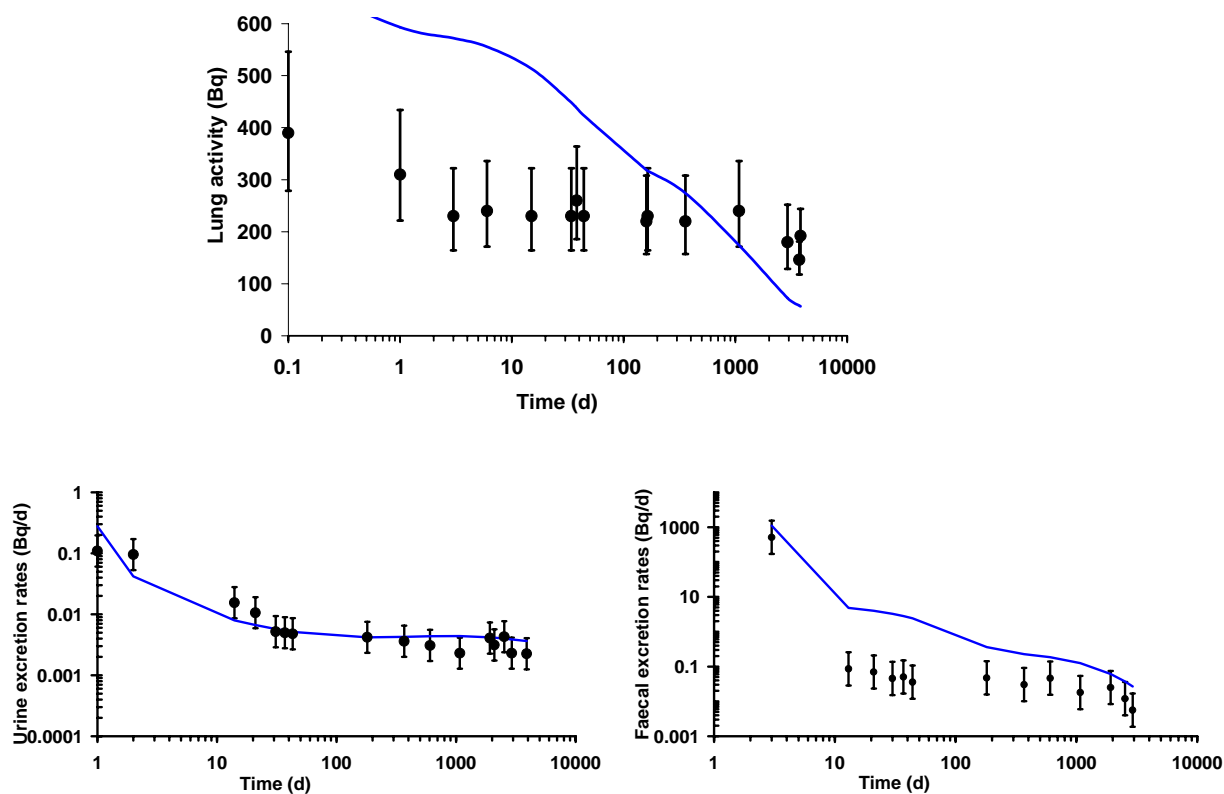 600
500
400
300
200
100
0
Lung activity (Bq)
0.1 1 10 100 1000 10000
Time (d)
1
0.1
0.01
0.001
0.0001
Urine excretion rates (Bq/d)
1 10 100 1000 10000
Time (d)
1000
10
0.1
0.001
Faecal excretion rates (Bq/d)
1 10 100 1000 10000
Time (d)